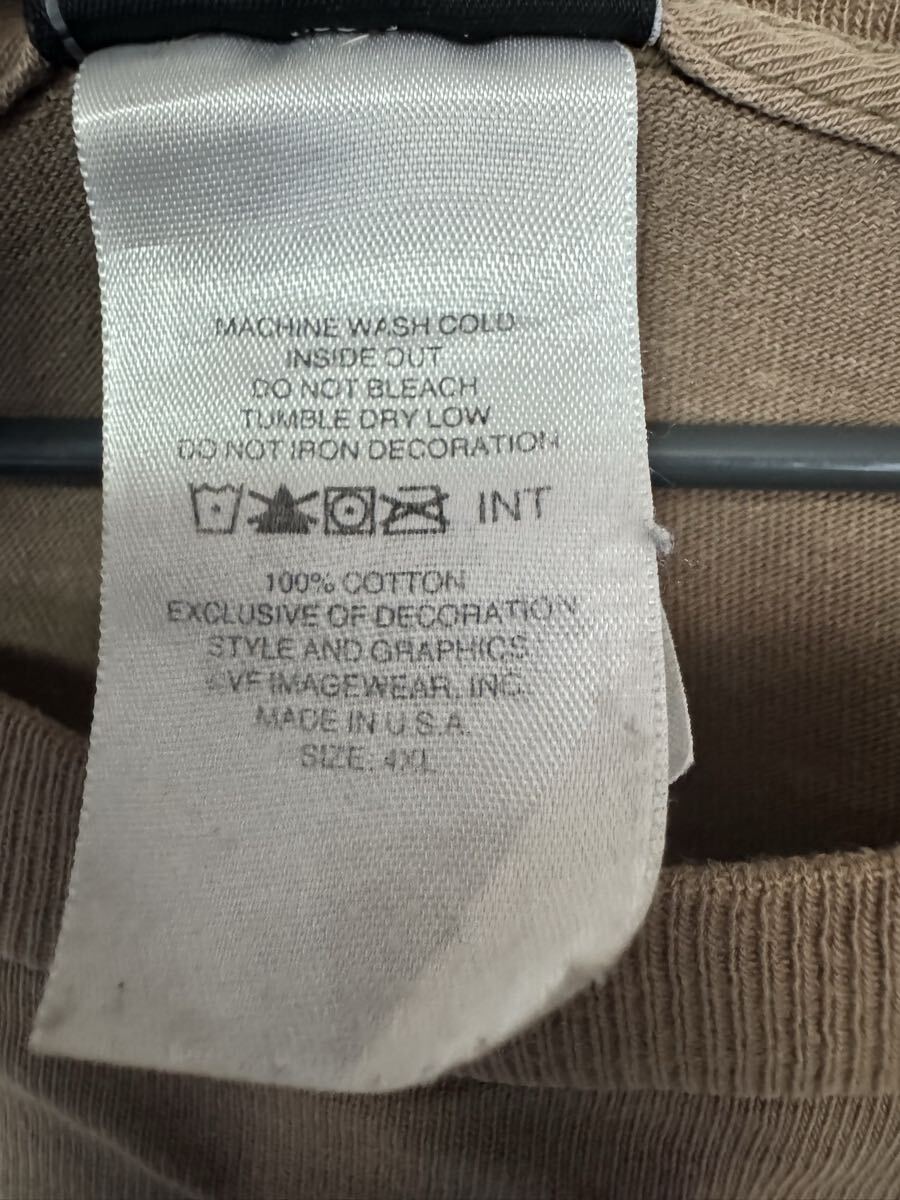 MACHINE WASH COLD
INSIDE OUT
DO NOT BLEACH
TUMBLE DRY LOW
DO NOT IRON DECORATION
INT
100% COTTON
EXCLUSIVE OF DECORATION
STYLE AND GRAPHICS
©VF IMAGEWEAR, INC.
MADE IN U.S.A.
SIZE: 4XL